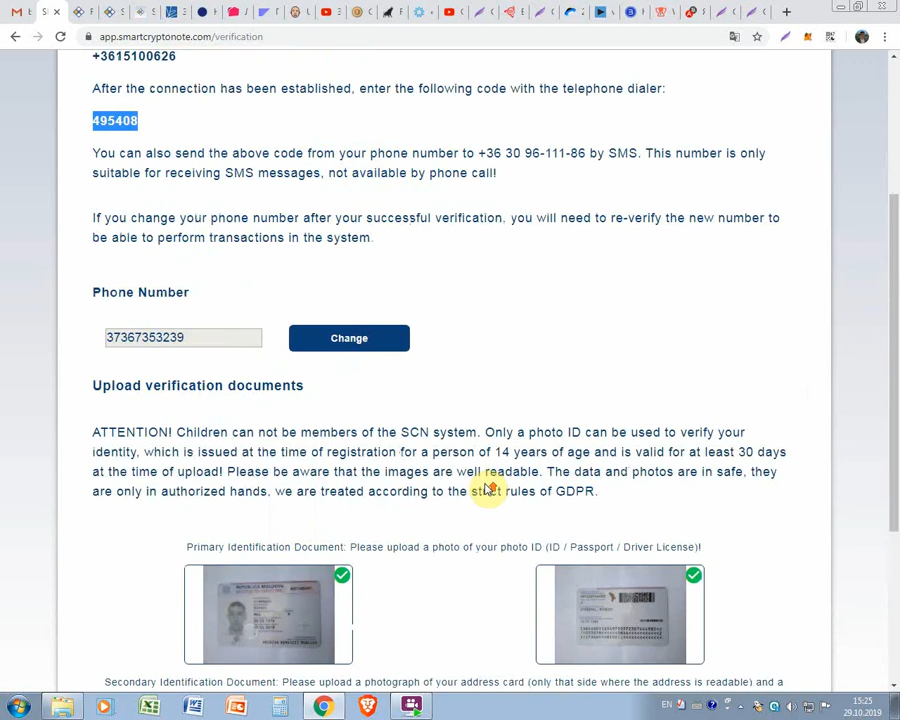 app.smartcryptonote.com/verification
+3615100626
After the connection has been established, enter the following code with the telephone dialer:
495408
You can also send the above code from your phone number to +36 30 96-111-86 by SMS. This number is only
suitable for receiving SMS messages, not available by phone call!
If you change your phone number after your successful verification, you will need to re-verify the new number to
be able to perform transactions in the system.
Phone Number
37367353239
Change
Upload verification documents
ATTENTION! Children can not be members of the SCN system. Only a photo ID can be used to verify your
identity, which is issued at the time of registration for a person of 14 years of age and is valid for at least 30 days
at the time of upload! Please be aware that the images are well readable. The data and photos are in safe, they
are only in authorized hands, we are treated according to the strict rules of GDPR.
Primary Identification Document: Please upload a photo of your photo ID (ID / Passport / Driver License)!
Secondary Identification Document: Please upload a photograph of your address card (only that side where the address is readable) and a
EN
15:25
29.10.2019